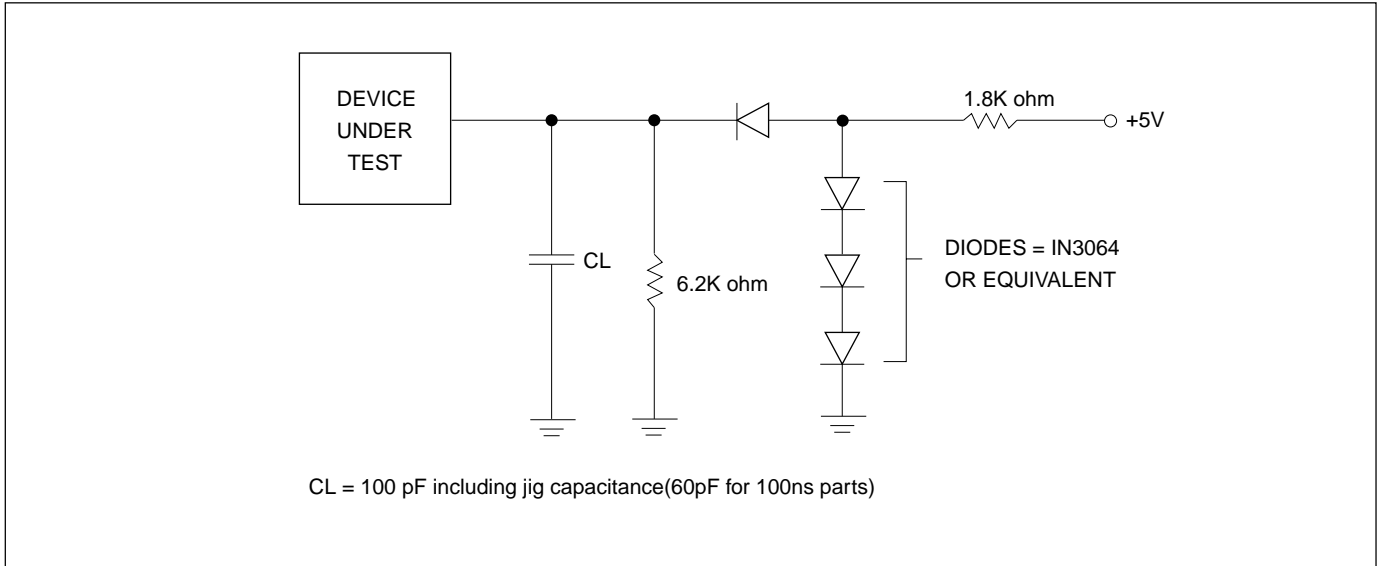 DEVICE
UNDER
TEST
1.8K ohm
+5V
CL
6.2K ohm
DIODES = IN3064
OR EQUIVALENT
CL = 100 pF including jig capacitance(60pF for 100ns parts)